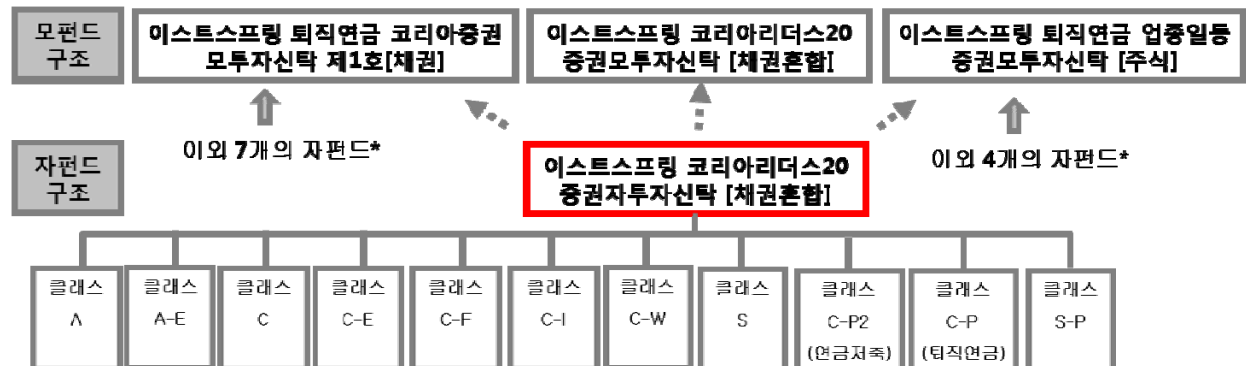 모펀드
구조
이스트스프링 퇴직연금 코리아증권
모투자신탁 제1호[채권]
이스트스프링 코리아리더스20
증권모투자신탁 [채권혼합]
이스트스프링 퇴직연금 업종일등
증권모투자신탁 [주식]
이외 7개의 자펀드*
이외 4개의 자펀드*
자펀드
구조
이스트스프링 코리아리더스20
증권자투자신탁 [채권혼합]
클래스
A
클래스
A-E
클래스
C
클래스
C-E
클래스
C-F
클래스
C-I
클래스
C-W
클래스
S
클래스
C-P2
(연금저축)
클래스
C-P
(퇴직연금)
클래스
S-P